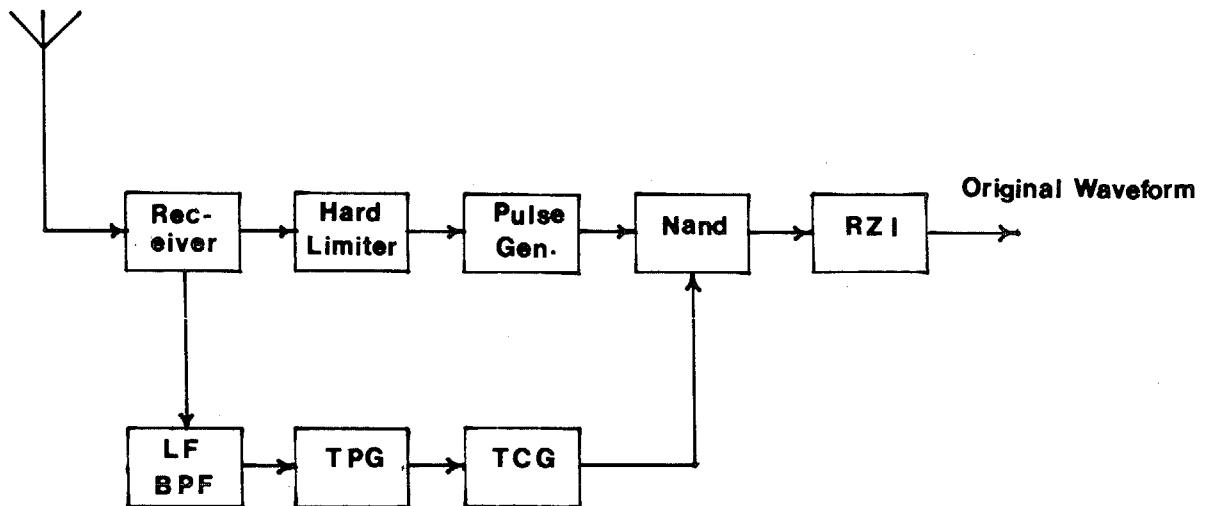 Original Waveform
Rec-
eiver
Hard
Limiter
Pulse
Gen.
Nand
RZI
LF
BPF
TPG
TCG